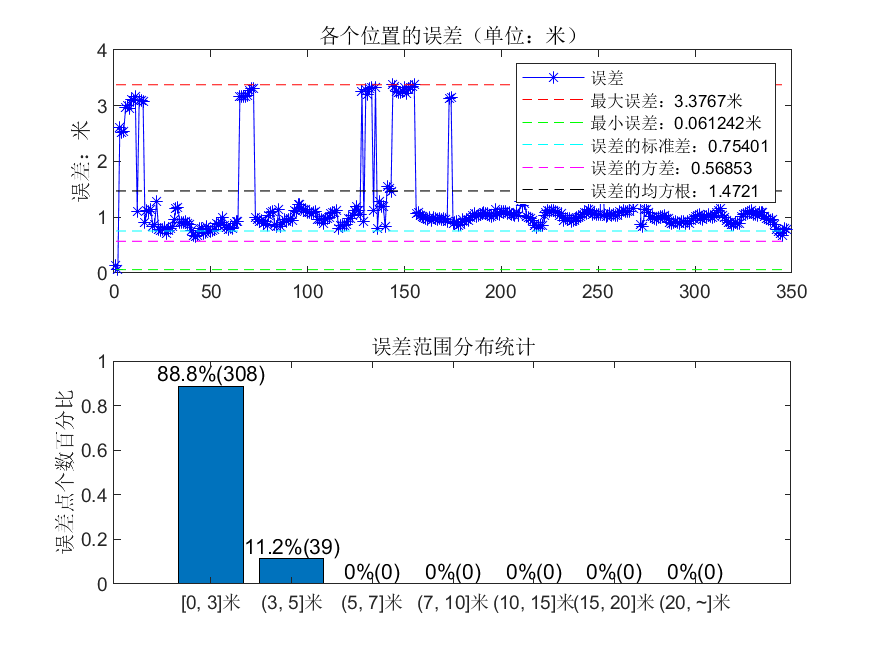 各个位置的误差（单位：米）
误差：米
4
3
2
1
0
0 50 100 150 200 250 300 350
误差
最大误差：3.3767米
最小误差：0.061242米
误差的标准差：0.75401
误差的方差：0.56853
误差的均方根：1.4721
误差范围分布统计
误差点个数百分比
1
0.8
0.6
0.4
0.2
0
88.8%(308)
11.2%(39)
0%(0) 0%(0) 0%(0) 0%(0) 0%(0)
[0, 3]米 (3, 5]米 (5, 7]米 (7, 10]米 (10, 15]米 (15, 20]米 (20, ~]米